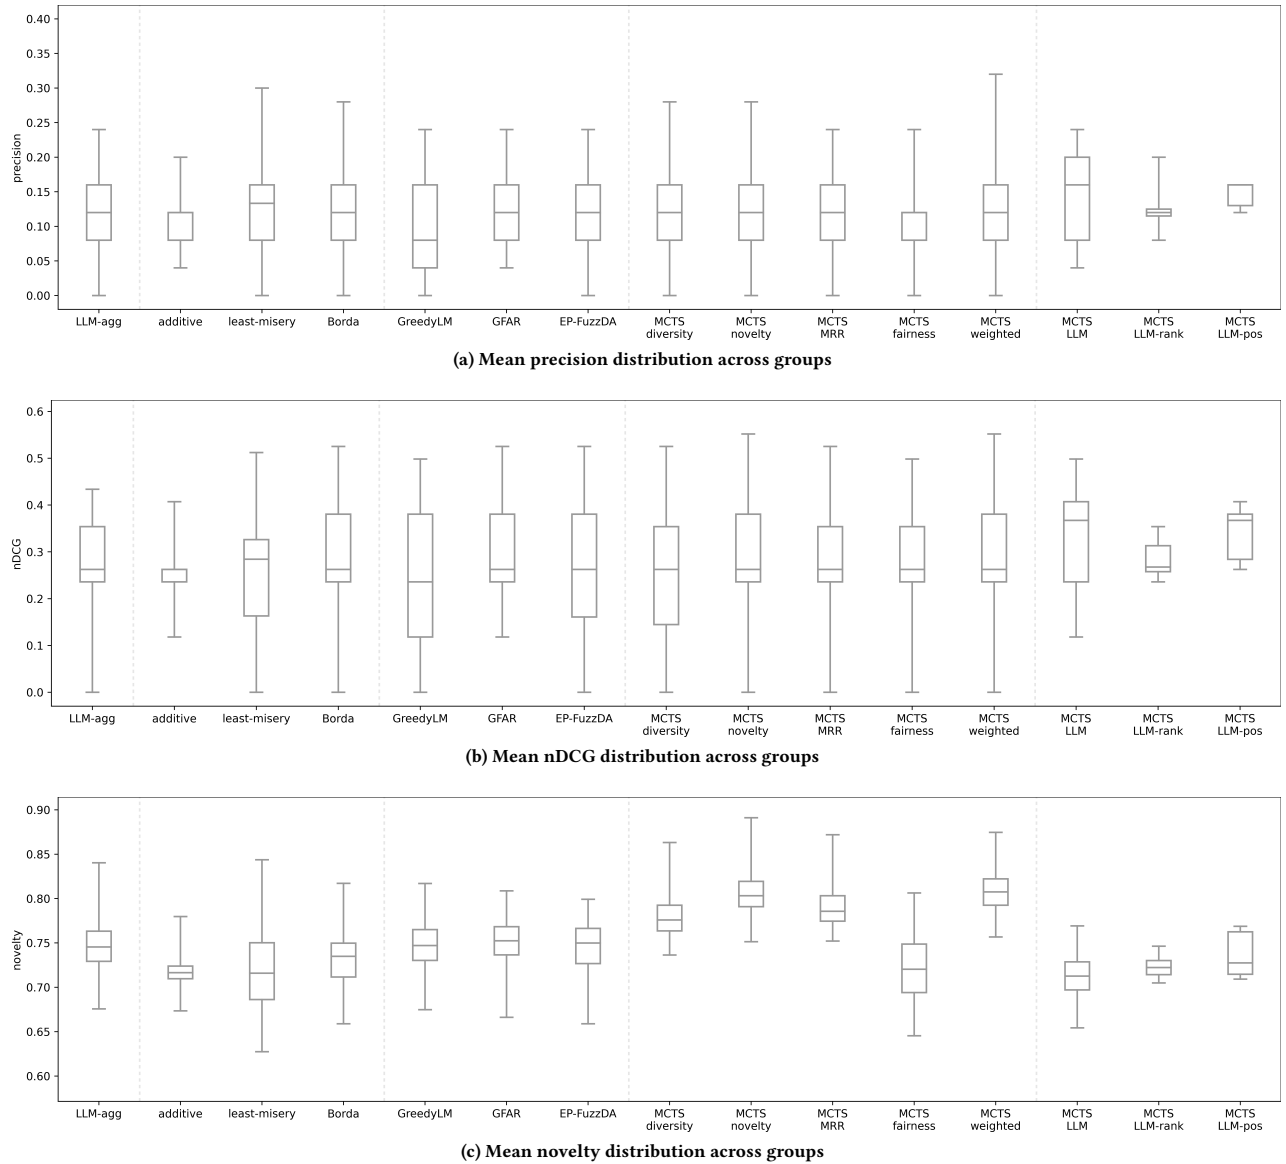 0.40
0.35
0.30
0.25
0.20
0.15
0.10
0.05
0.00
precision
LLM-agg additive least-misery Borda GreedyLM GFAR EP-FuzzDA MCTS MCTS MCTS MCTS MCTS MCTS MCTS MCTS
diversity novelty MRR fairness weighted LLM LLM-rank LLM-pos
(a) Mean precision distribution across groups
0.6
0.5
0.4
0.3
0.2
0.1
0.0
nDCG
LLM-agg additive least-misery Borda GreedyLM GFAR EP-FuzzDA MCTS MCTS MCTS MCTS MCTS MCTS MCTS MCTS
diversity novelty MRR fairness weighted LLM LLM-rank LLM-pos
(b) Mean nDCG distribution across groups
0.90
0.85
0.80
0.75
0.70
0.65
0.60
novelty
LLM-agg additive least-misery Borda GreedyLM GFAR EP-FuzzDA MCTS MCTS MCTS MCTS MCTS MCTS MCTS MCTS
diversity novelty MRR fairness weighted LLM LLM-rank LLM-pos
(c) Mean novelty distribution across groups